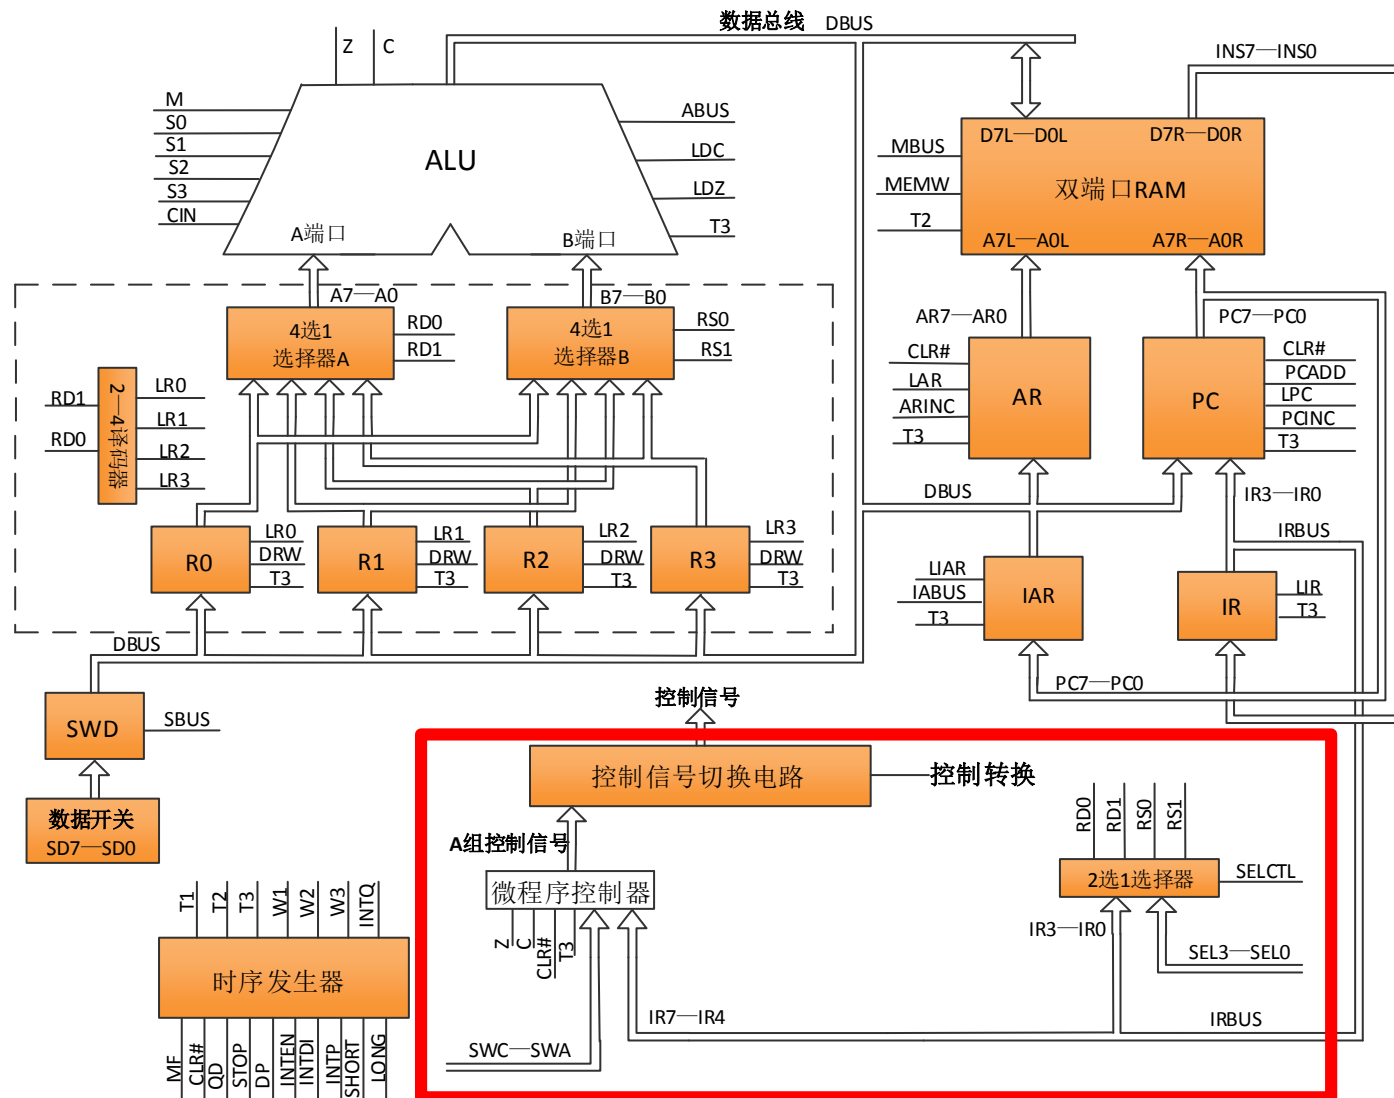 数据总线 DBUS
Z
C
INS7—INS0
M
S0
S1
S2
S3
CIN
ALU
ABUS
LDC
LDZ
T3
A端口
B端口
MBUS
MEMW
T2
D7L—D0L
D7R—D0R
双端口RAM
A7L—A0L
A7R—A0R
A7—A0
B7—B0
4选1
选择器A
RD0
RD1
4选1
选择器B
RS0
RS1
AR7—AR0
PC7—PC0
CLR#
LAR
ARINC
T3
AR
PC
CLR#
PCADD
LPC
PCINC
T3
RD1
RD0
2—4译码器
LR0
LR1
LR2
LR3
DBUS
IR3—IR0
IRBUS
R0
LR0
DRW
T3
R1
LR1
DRW
T3
R2
LR2
DRW
T3
R3
LR3
DRW
T3
LIAR
IABUS
T3
IAR
IR
LIR
T3
DBUS
PC7—PC0
SWD
SBUS
控制信号
数据开关
SD7—SD0
控制信号切换电路
控制转换
A组控制信号
微程序控制器
Z
C
CLR#
T3
RD0
RD1
RS0
RS1
2选1选择器
SELCTL
IR3—IR0
SEL3—SEL0
IR7—IR4
IRBUS
SWC—SWA
T1
T2
T3
W1
W2
W3
INTQ
时序发生器
MF
CLR#
QD
STOP
DP
INTEN
INTDI
INTP
SHORT
LONG